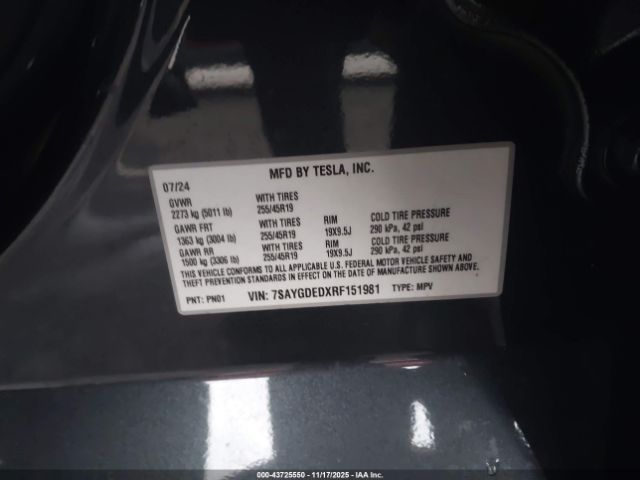 MFD BY TESLA, INC.
07/24
GVWR WITH TIRES
2273 kg (5011 lb) 255/45R19
GAWR FRT WITH TIRES RIM COLD TIRE PRESSURE
1363 kg (3004 lb) 255/45R19 19X9.5J 290 kPa, 42 psi
GAWR RR WITH TIRES RIM COLD TIRE PRESSURE
1500 kg (3306 lb) 255/45R19 19X9.5J 290 kPa, 42 psi
THIS VEHICLE CONFORMS TO ALL APPLICABLE U.S. FEDERAL MOTOR VEHICLE SAFETY AND
THEFT PREVENTION STANDARDS IN EFFECT ON THE DATE OF MANUFACTURE SHOWN ABOVE.
PNT: PN01 VIN: 7SAYGDEDXRF151981 TYPE: MPV
000-43725550 - 11/17/2025 - IAA Inc.